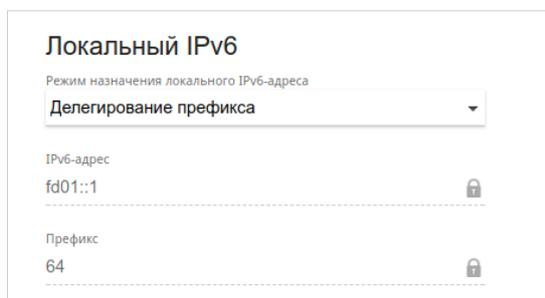 Локальный IPv6
Режим назначения локального IPv6-адреса
Делегирование префикса
IPv6-адрес
fd01::1
Префикс
64